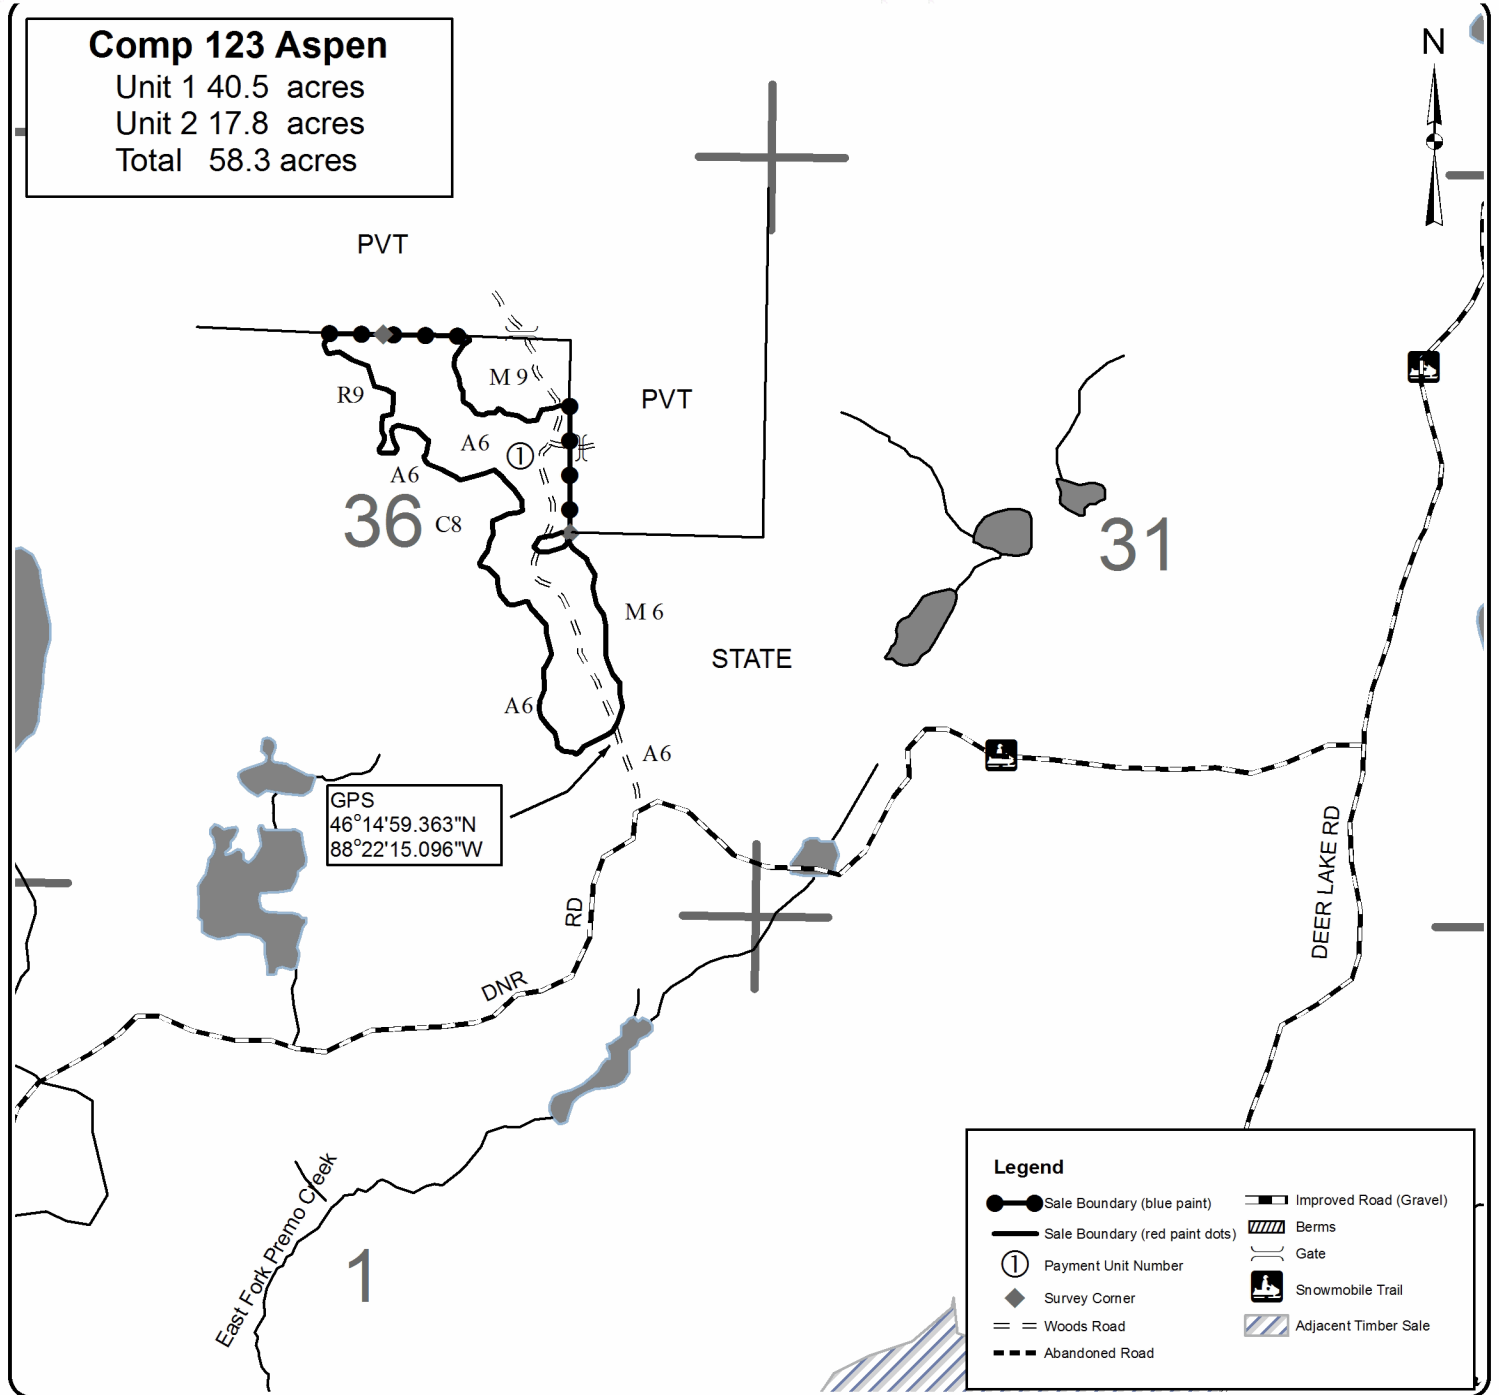 Comp 123 Aspen
Unit 1 40.5 acres
Unit 2 17.8 acres
Total 58.3 acres
N
PVT
R9
M 9
PVT
A6
1
A6
36
C8
31
M 6
STATE
A6
A6
GPS
46°14'59.363"N
88°22'15.096"W
DEER LAKE RD
RD
DNR
East Fork Premo Creek
1
Legend
Sale Boundary (blue paint)
Sale Boundary (red paint dots)
1 Payment Unit Number
Survey Corner
Woods Road
Abandoned Road
Improved Road (Gravel)
Berms
Gate
Snowmobile Trail
Adjacent Timber Sale